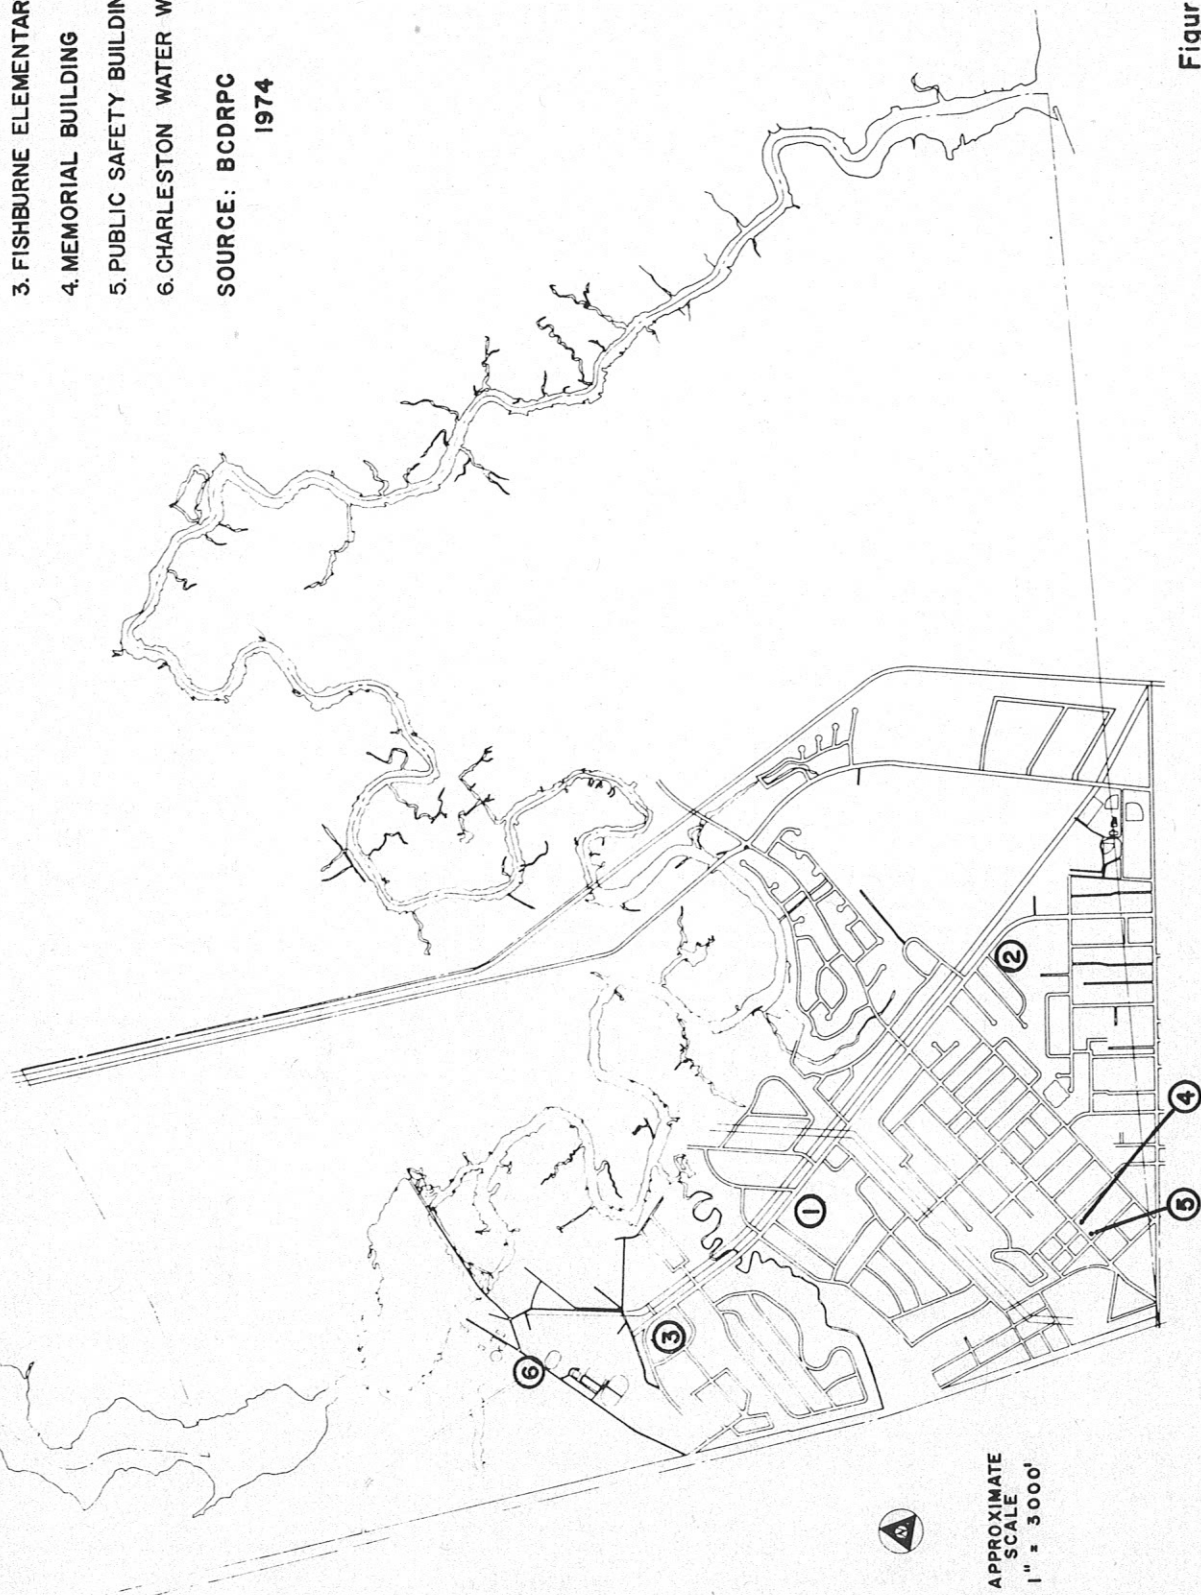 3. FISHBURNE ELEMENTAR
4. MEMORIAL BUILDING
5. PUBLIC SAFETY BUILDIN
6. CHARLESTON WATER W
SOURCE: BCDRPC
1974
Figur
6
3
1
2
5
4
N
APPROXIMATE
SCALE
1" = 3000'